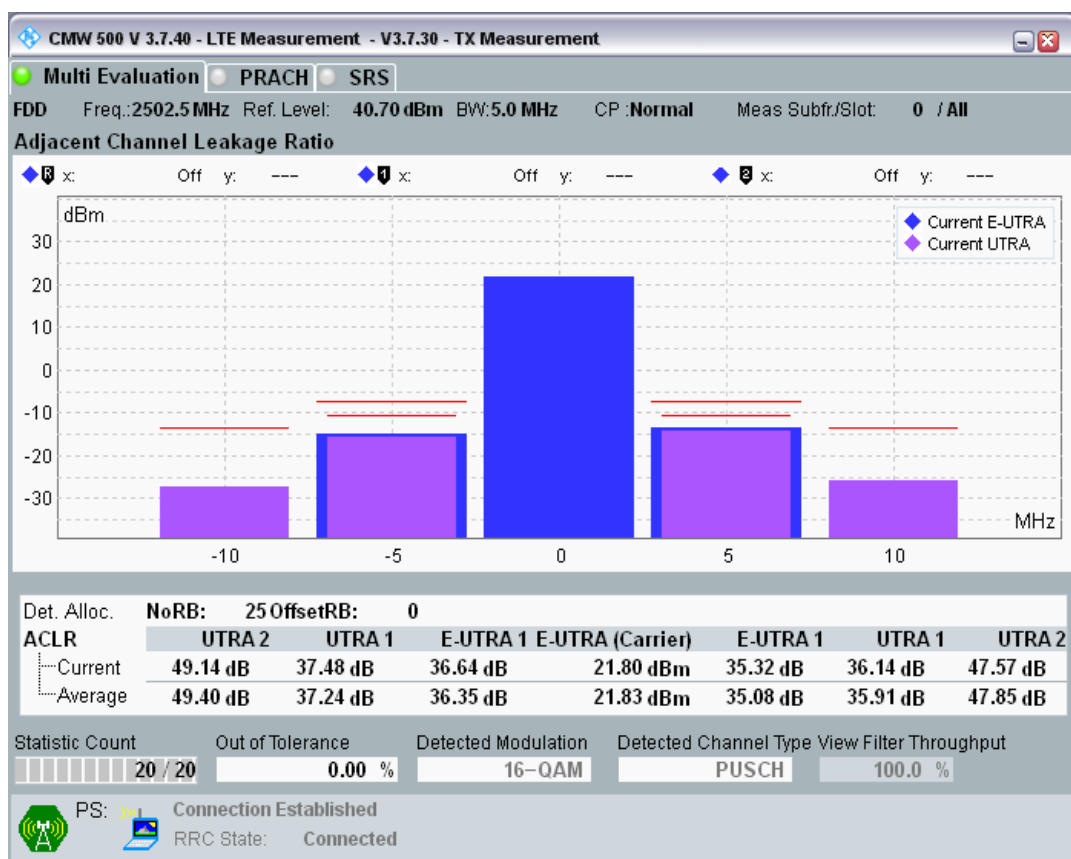 CMW 500 V 3.7.40 - LTE Measurement - V3.7.30 - TX Measurement
Multi Evaluation PRACH SRS
FDD Freq.:2502.5 MHz Ref. Level: 40.70 dBm BW:5.0 MHz CP :Normal Meas Subfr./Slot: 0 / All
Adjacent Channel Leakage Ratio
R x: Off y: --- 1 x: Off y: --- 2 x: Off y: ---
dBm
Current E-UTRA
Current UTRA
30
20
10
0
-10
-20
-30
MHz
-10 -5 0 5 10
Det. Alloc. NoRB: 25 OffsetRB: 0
ACLR UTRA 2 UTRA 1 E-UTRA 1 E-UTRA (Carrier) E-UTRA 1 UTRA 1 UTRA 2
Current 49.14 dB 37.48 dB 36.64 dB 21.80 dBm 35.32 dB 36.14 dB 47.57 dB
Average 49.40 dB 37.24 dB 36.35 dB 21.83 dBm 35.08 dB 35.91 dB 47.85 dB
Statistic Count Out of Tolerance Detected Modulation Detected Channel Type View Filter Throughput
20 / 20 0.00 % 16-QAM PUSCH 100.0 %
PS: Connection Established
RRC State: Connected